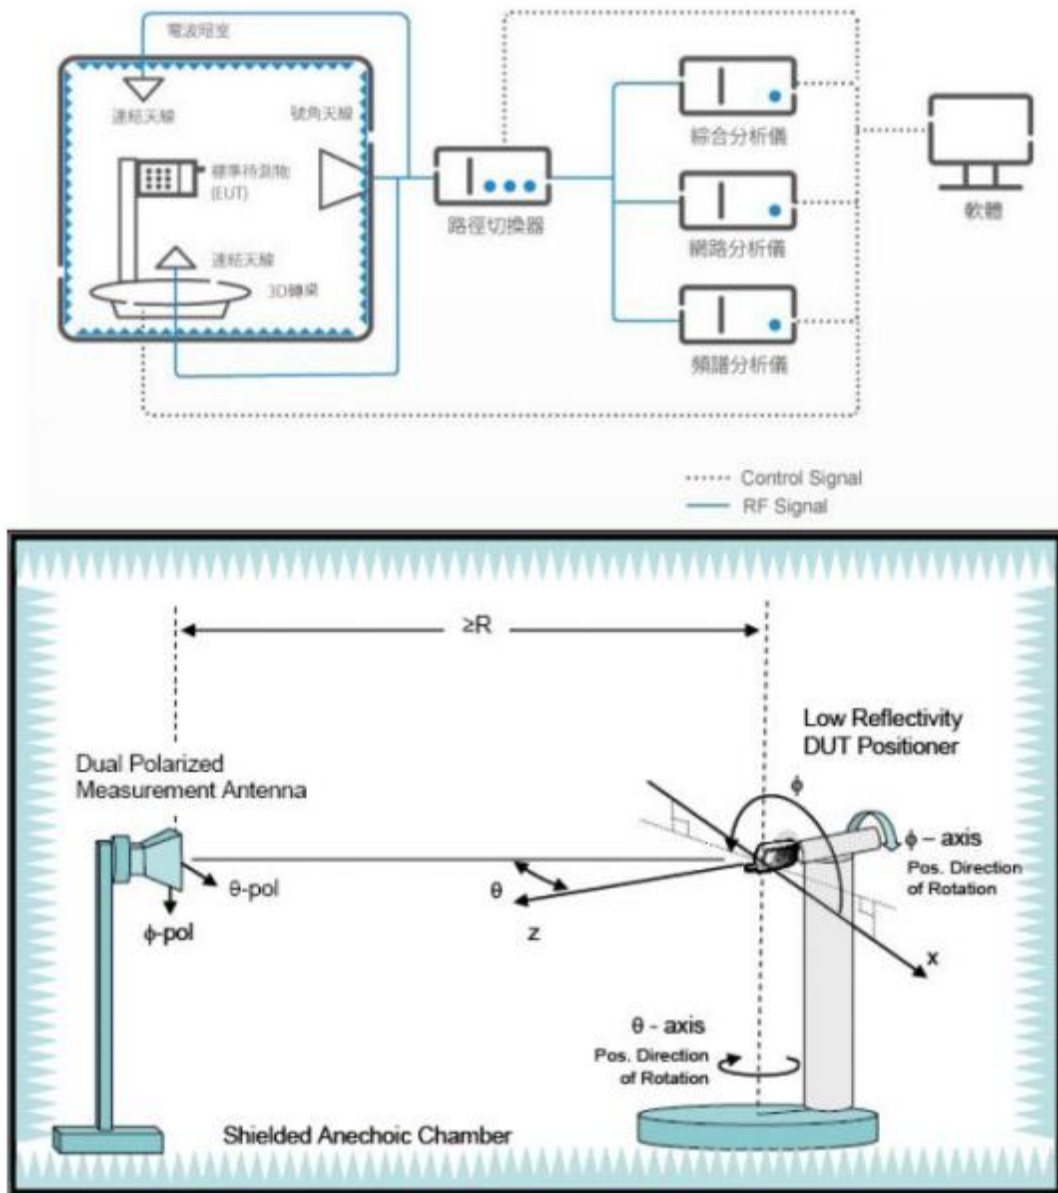 電波暗室
連結天線
號角天線
標準待測物
(EUT)
連結天線
3D轉桌
路徑切換器
綜合分析儀
網路分析儀
頻譜分析儀
軟體
Control Signal
RF Signal
≥R
Low Reflectivity
DUT Positioner
Dual Polarized
Measurement Antenna
ϕ
ϕ – axis
Pos. Direction
of Rotation
θ-pol
θ
ϕ-pol
z
x
θ - axis
Pos. Direction
of Rotation
Shielded Anechoic Chamber